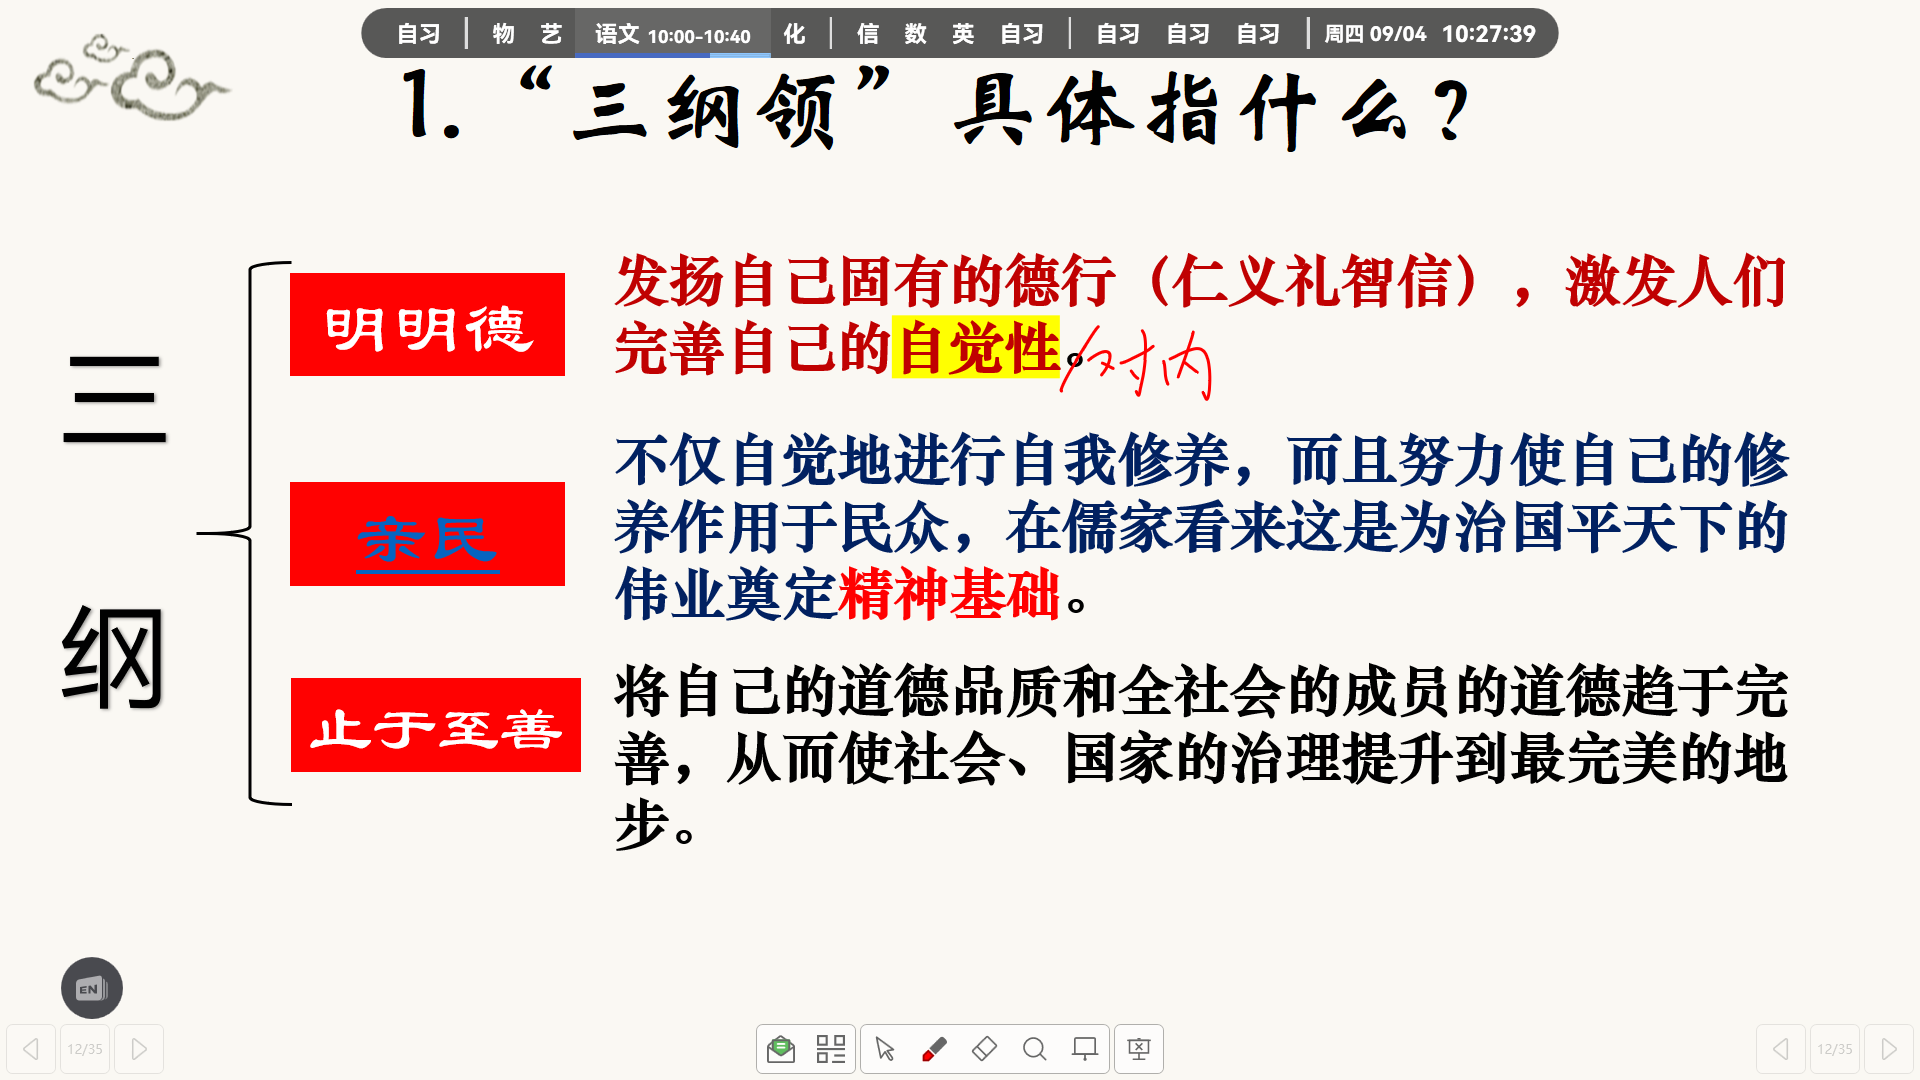 自习 | 物 艺 语文 10:00-10:40 化 | 信 数 英 自习 | 自习 自习 自习 | 周四 09/04 10:27:39
1.“三纲领”具体指什么?
三纲
明明德
发扬自己固有的德行（仁义礼智信），激发人们
完善自己的自觉性。
对内
亲民
不仅自觉地进行自我修养，而且努力使自己的修
养作用于民众，在儒家看来这是为治国平天下的
伟业奠定精神基础。
止于至善
将自己的道德品质和全社会的成员的道德趋于完
善，从而使社会、国家的治理提升到最完美的地
步。
EN
12/35
12/35